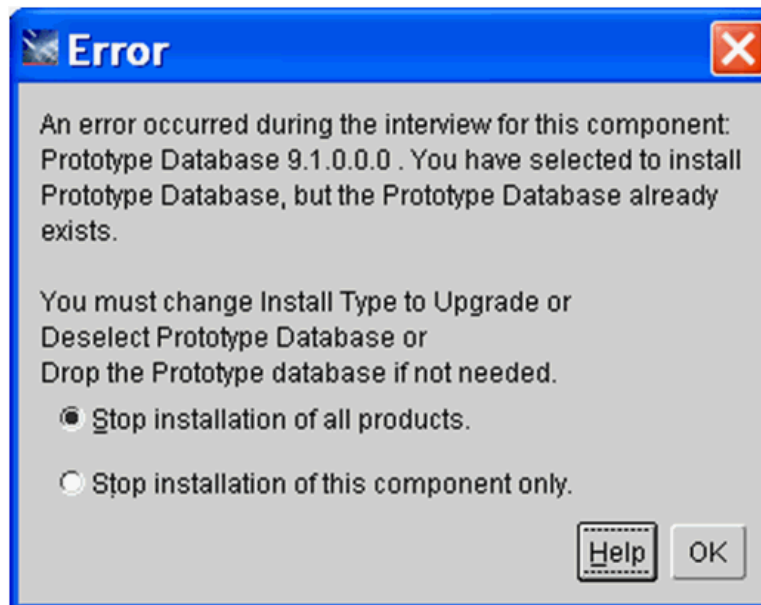 Error
An error occurred during the interview for this component:
Prototype Database 9.1.0.0.0 . You have selected to install
Prototype Database, but the Prototype Database already
exists.
You must change Install Type to Upgrade or
Deselect Prototype Database or
Drop the Prototype database if not needed.
Stop installation of all products.
Stop installation of this component only.
Help OK